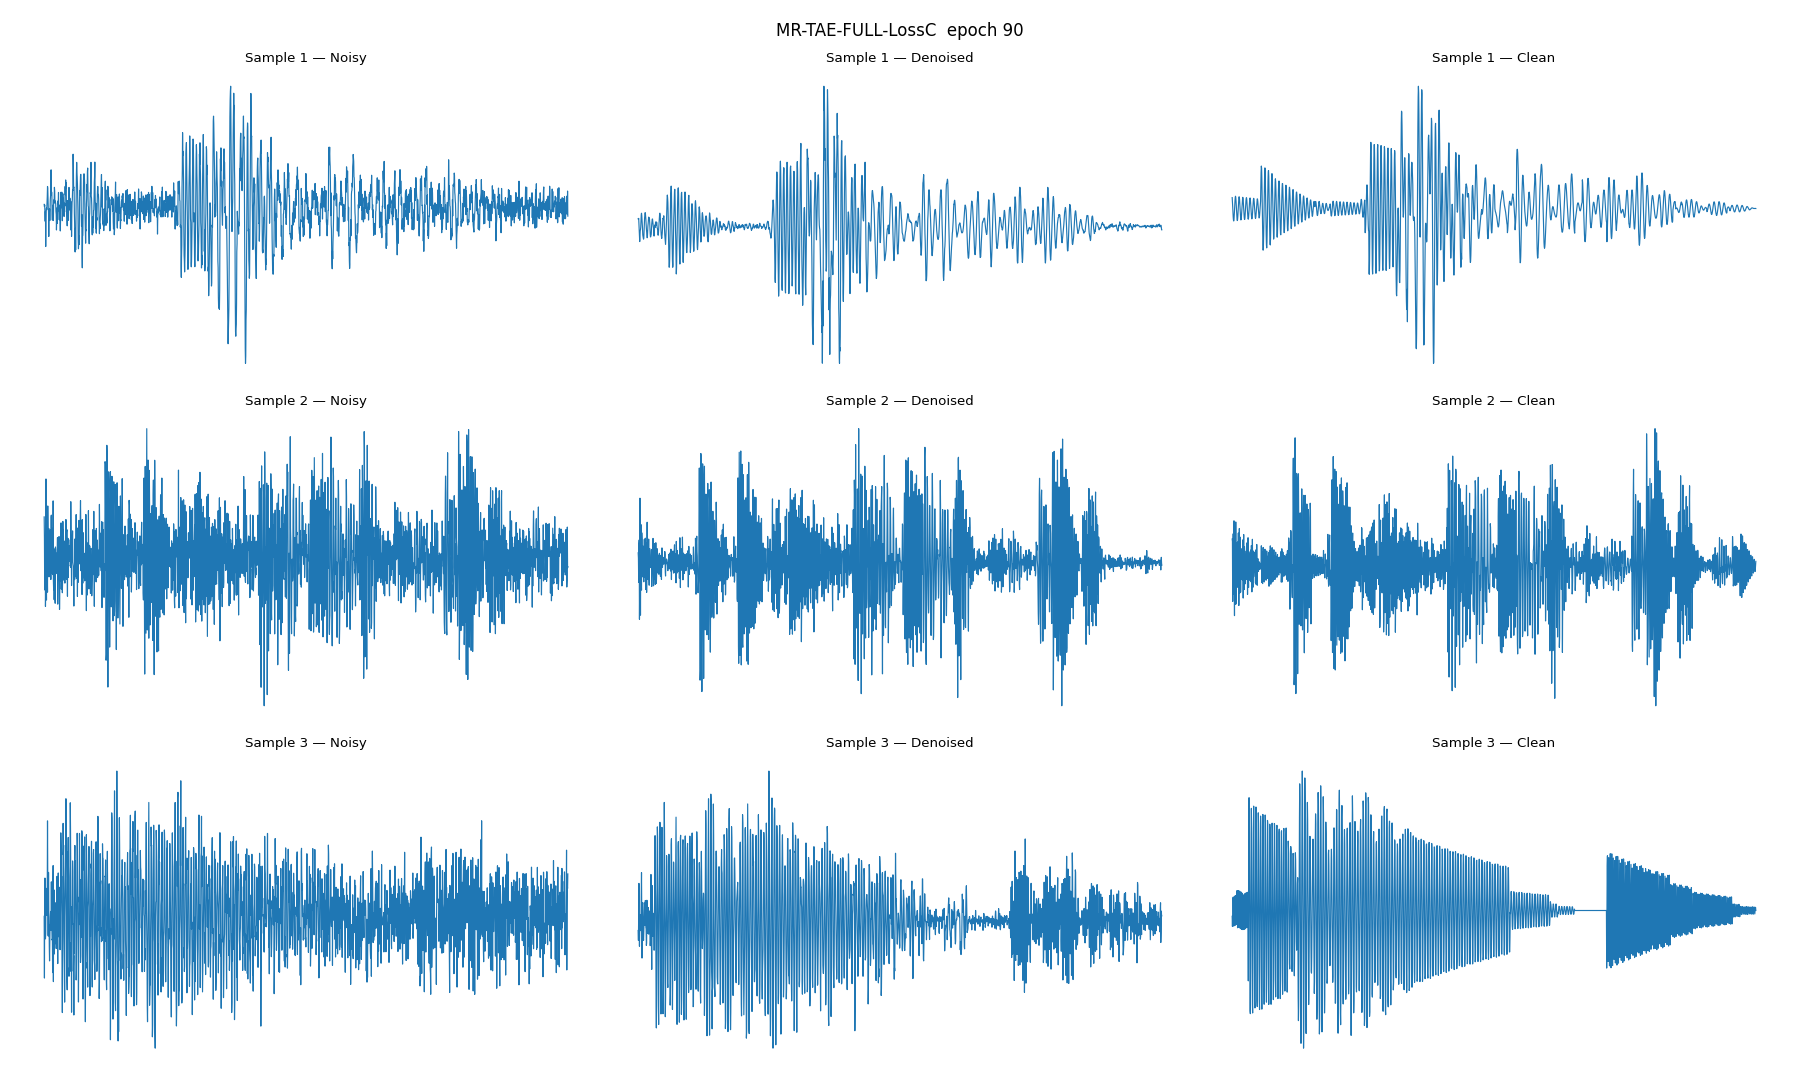 MR-TAE-FULL-LossC  epoch 90
Sample 1 — Noisy
Sample 1 — Denoised
Sample 1 — Clean
Sample 2 — Noisy
Sample 2 — Denoised
Sample 2 — Clean
Sample 3 — Noisy
Sample 3 — Denoised
Sample 3 — Clean